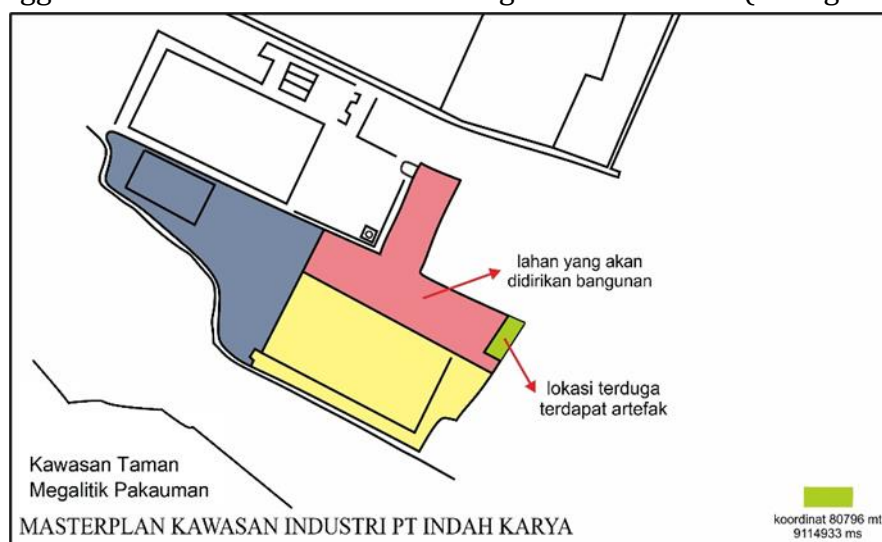 lahan yang akan
didirikan bangunan
lokasi terduga
terdapat artefak
Kawasan Taman
Megalitik Pakauman
MASTERPLAN KAWASAN INDUSTRI PT INDAH KARYA
koordinat 80796 mt
9114933 ms